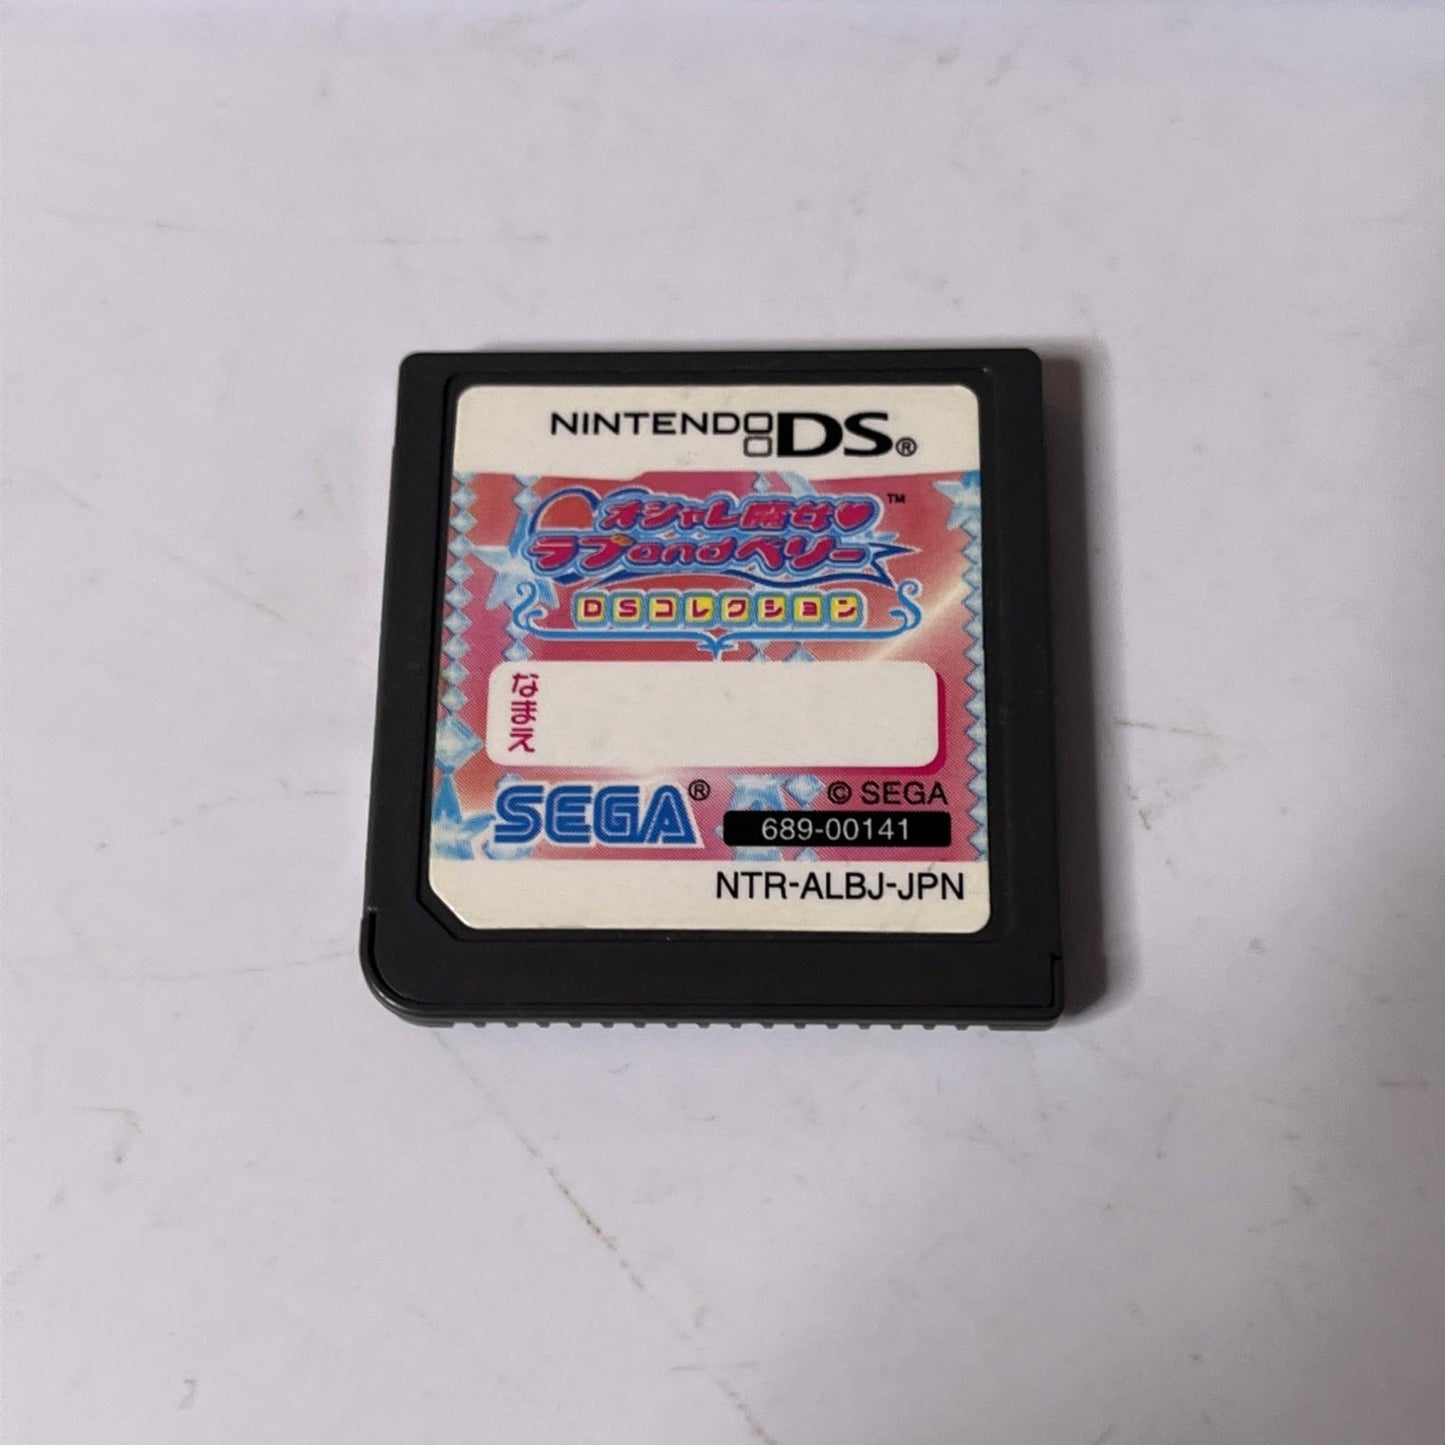 NINTENDO DS®
オシャレ魔女♥™
ラブandベリー
DSコレクション
なまえ
SEGA®
© SEGA
689-00141
NTR-ALBJ-JPN